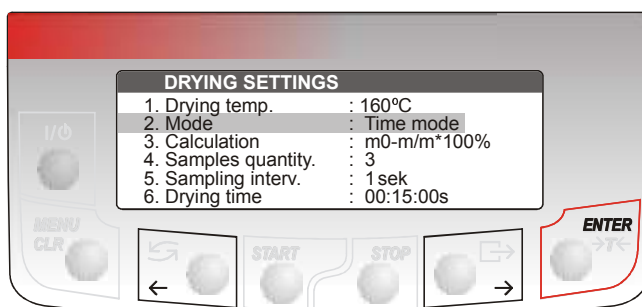 DRYING SETTINGS
1. Drying temp. : 160ºC
2. Mode : Time mode
3. Calculation : m0-m/m*100%
4. Samples quantity. : 3
5. Sampling interv. : 1sek
6. Drying time : 00:15:00s
I/⏻
MENU
CLR
START
STOP
ENTER
→T←
←
→